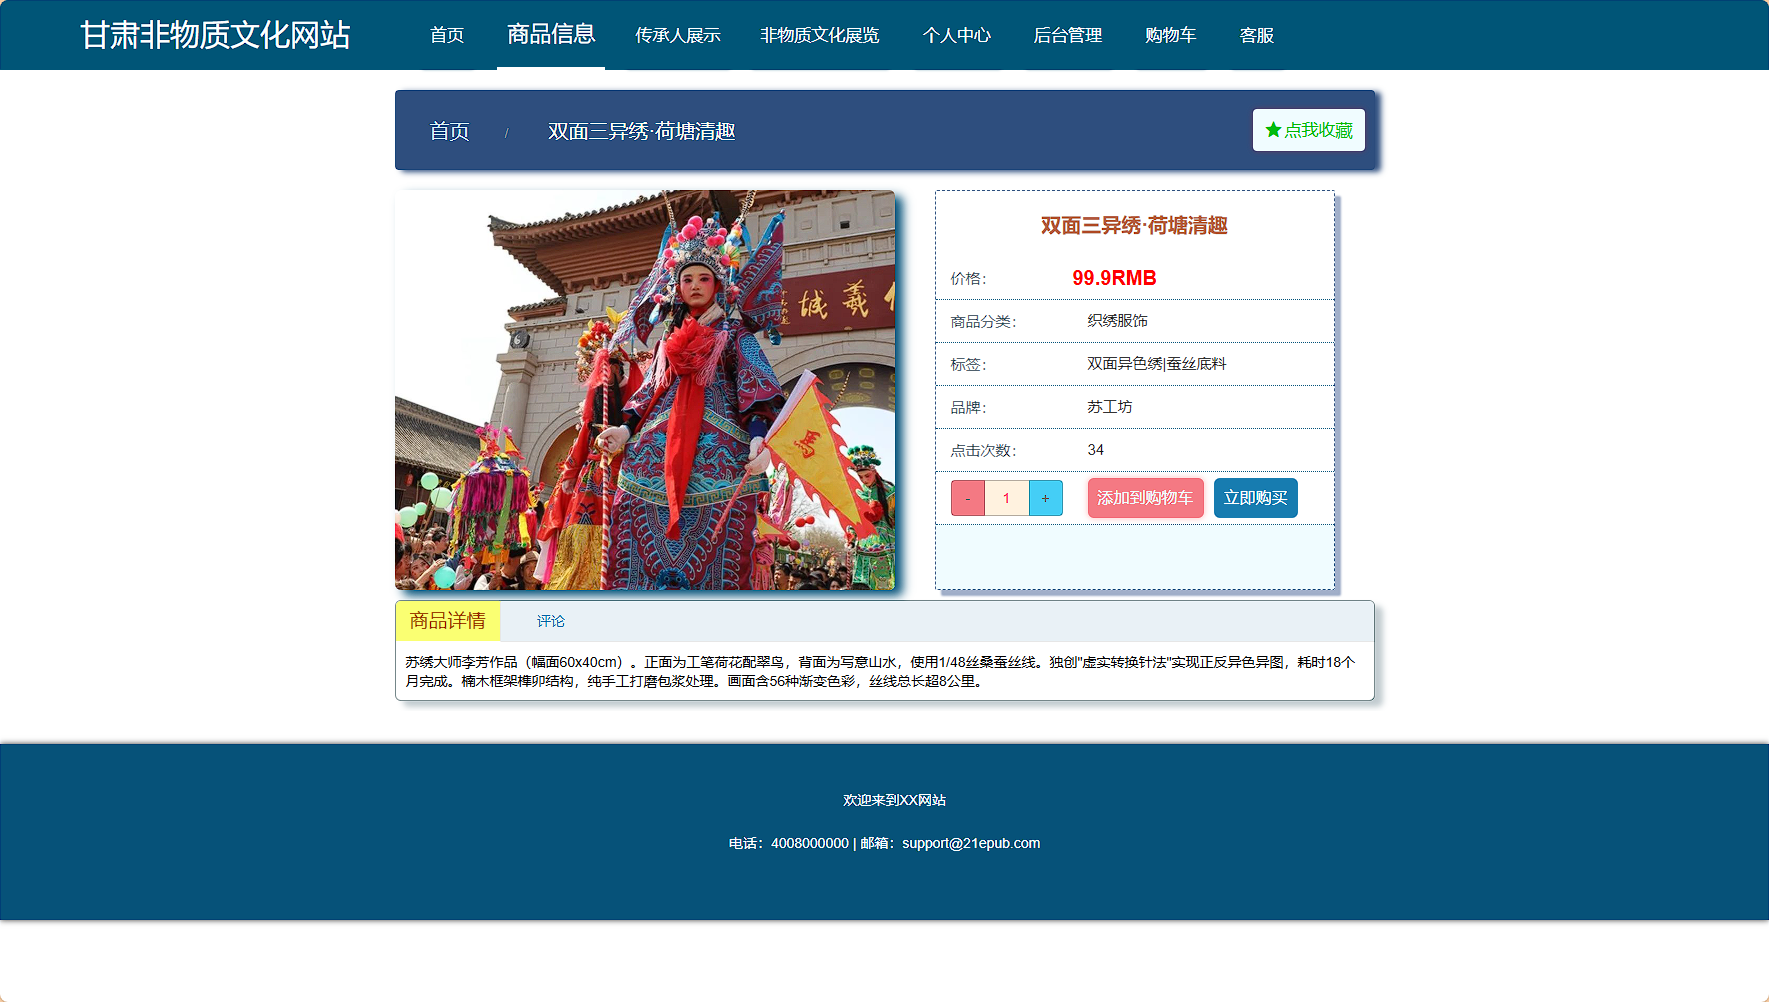 甘肃非物质文化网站
首页 商品信息 传承人展示 非物质文化展览 个人中心 后台管理 购物车 客服
首页 / 双面三异绣·荷塘清趣
★点我收藏
羲城
馬
双面三异绣·荷塘清趣
价格： 99.9RMB
商品分类： 织绣服饰
标签： 双面异色绣|蚕丝底料
品牌： 苏工坊
点击次数： 34
- 1 + 添加到购物车 立即购买
商品详情 评论
苏绣大师李芳作品（幅面60x40cm）。正面为工笔荷花配翠鸟，背面为写意山水，使用1/48丝桑蚕丝线。独创"虚实转换针法"实现正反异色异图，耗时18个
月完成。楠木框架榫卯结构，纯手工打磨包浆处理。画面含56种渐变色彩，丝线总长超8公里。
欢迎来到XX网站
电话：4008000000 | 邮箱：support@21epub.com